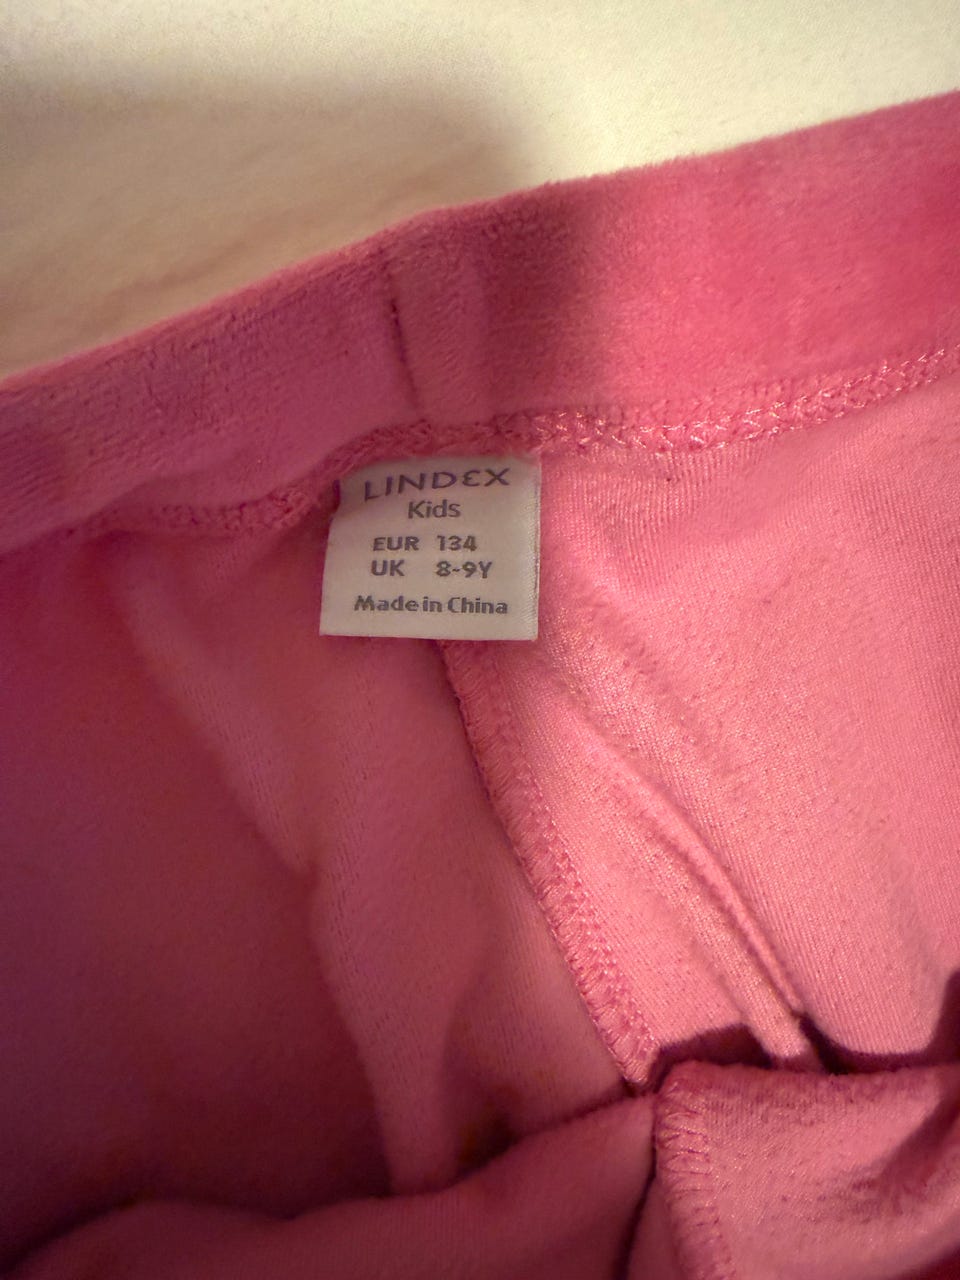 LINDEX
Kids
EUR 134
UK 8-9Y
Made in China